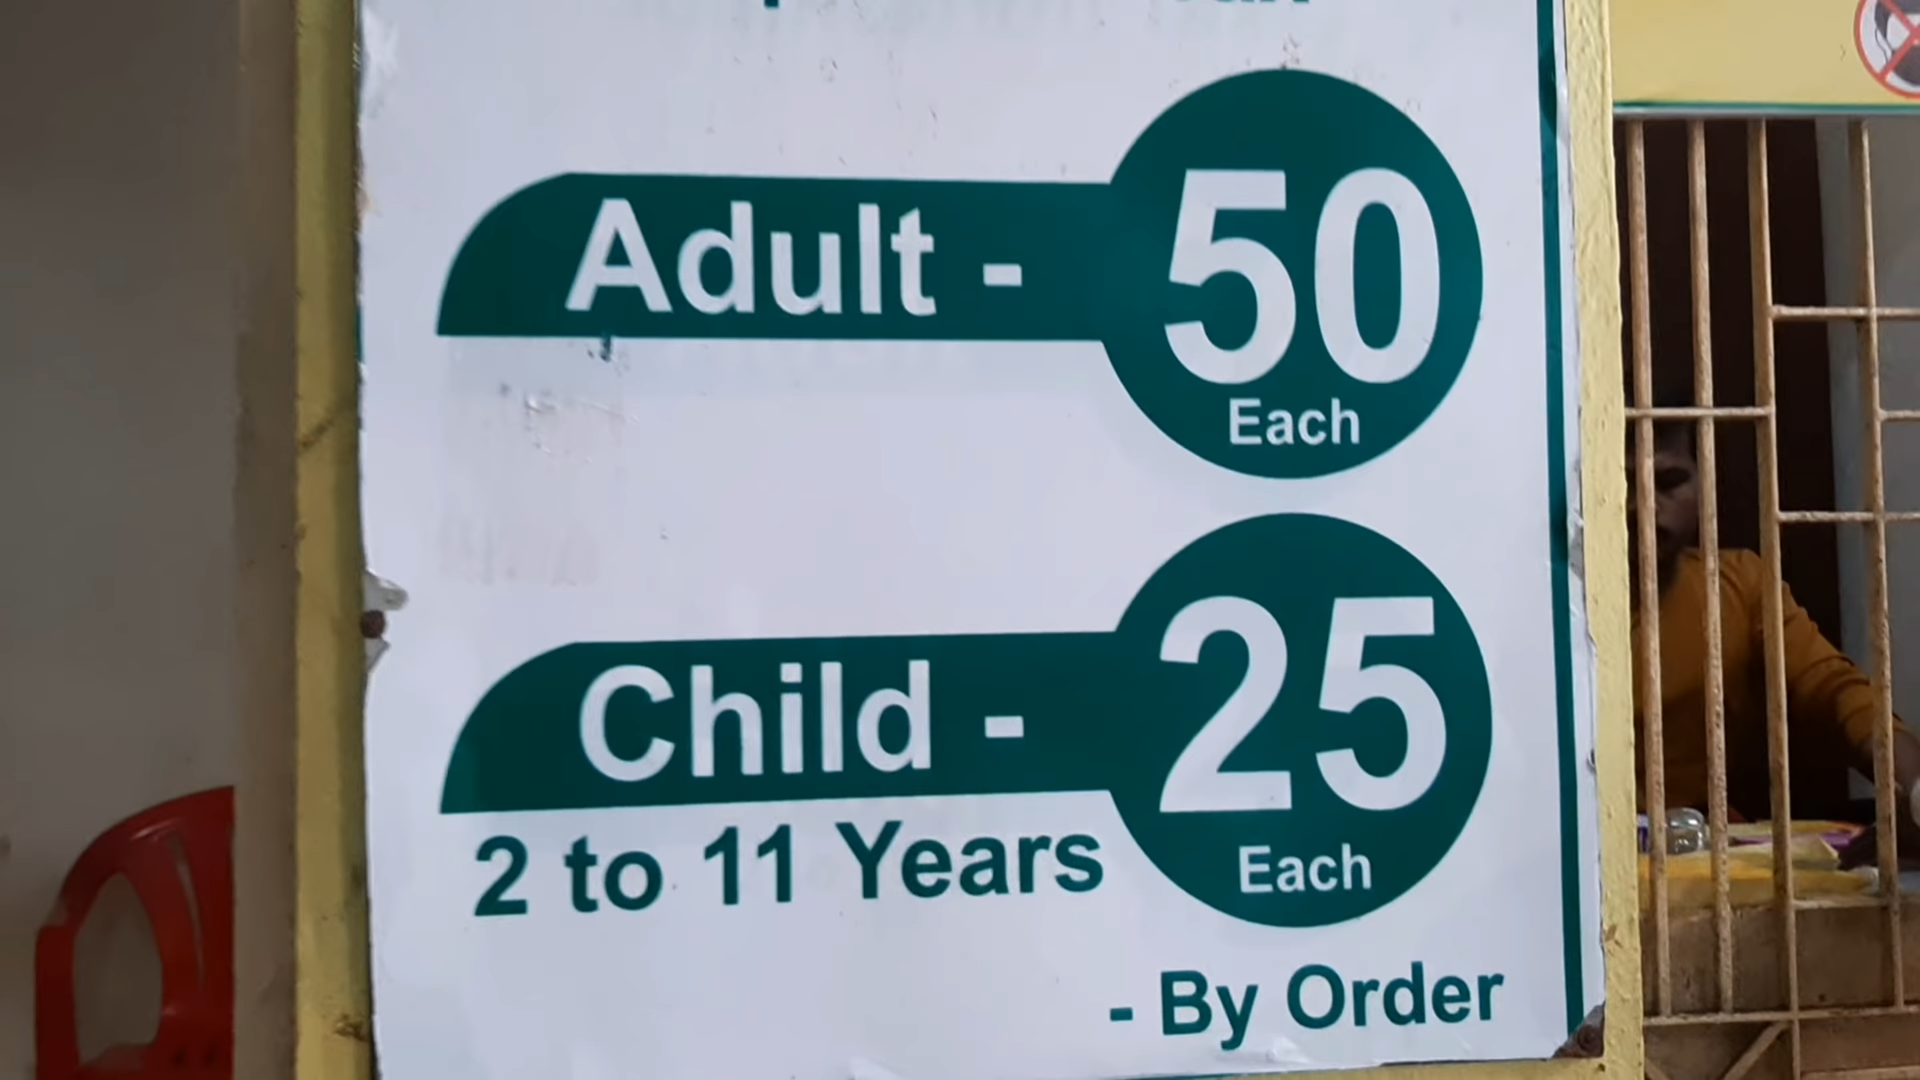 Adult - 50
Each
Child - 25
2 to 11 Years
Each
- By Order